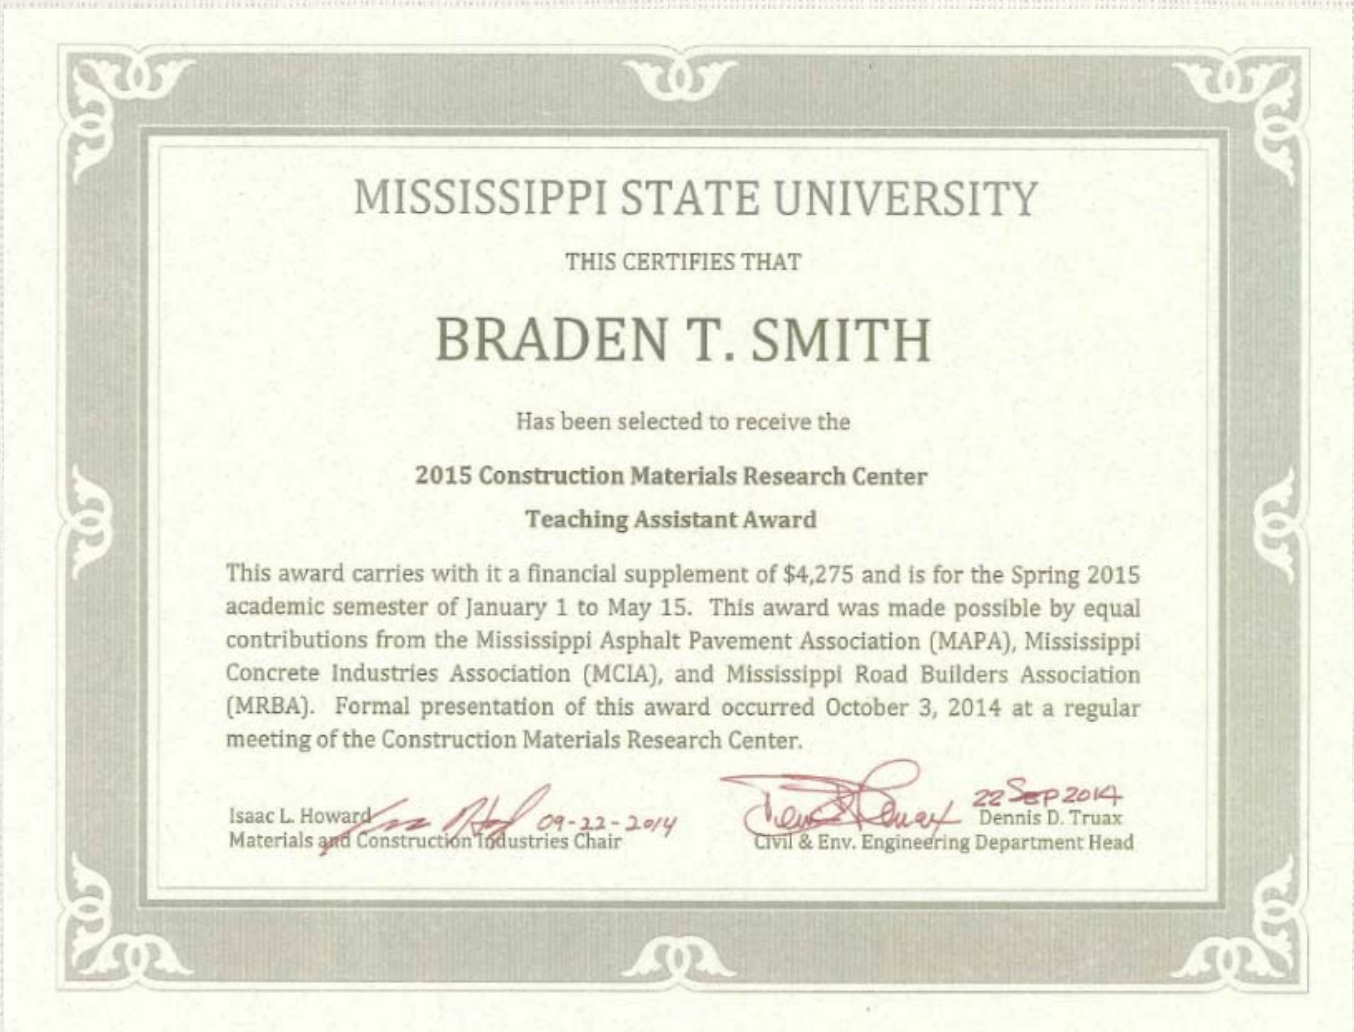 MISSISSIPPI STATE UNIVERSITY
THIS CERTIFIES THAT
BRADEN T. SMITH
Has been selected to receive the
2015 Construction Materials Research Center
Teaching Assistant Award
This award carries with it a financial supplement of $4,275 and is for the Spring 2015
academic semester of January 1 to May 15. This award was made possible by equal
contributions from the Mississippi Asphalt Pavement Association (MAPA), Mississippi
Concrete Industries Association (MCIA), and Mississippi Road Builders Association
(MRBA). Formal presentation of this award occurred October 3, 2014 at a regular
meeting of the Construction Materials Research Center.
Isaac L. Howard 09-22-2014
Materials and Construction Industries Chair
22 SEP 2014
Dennis D. Truax
Civil & Env. Engineering Department Head